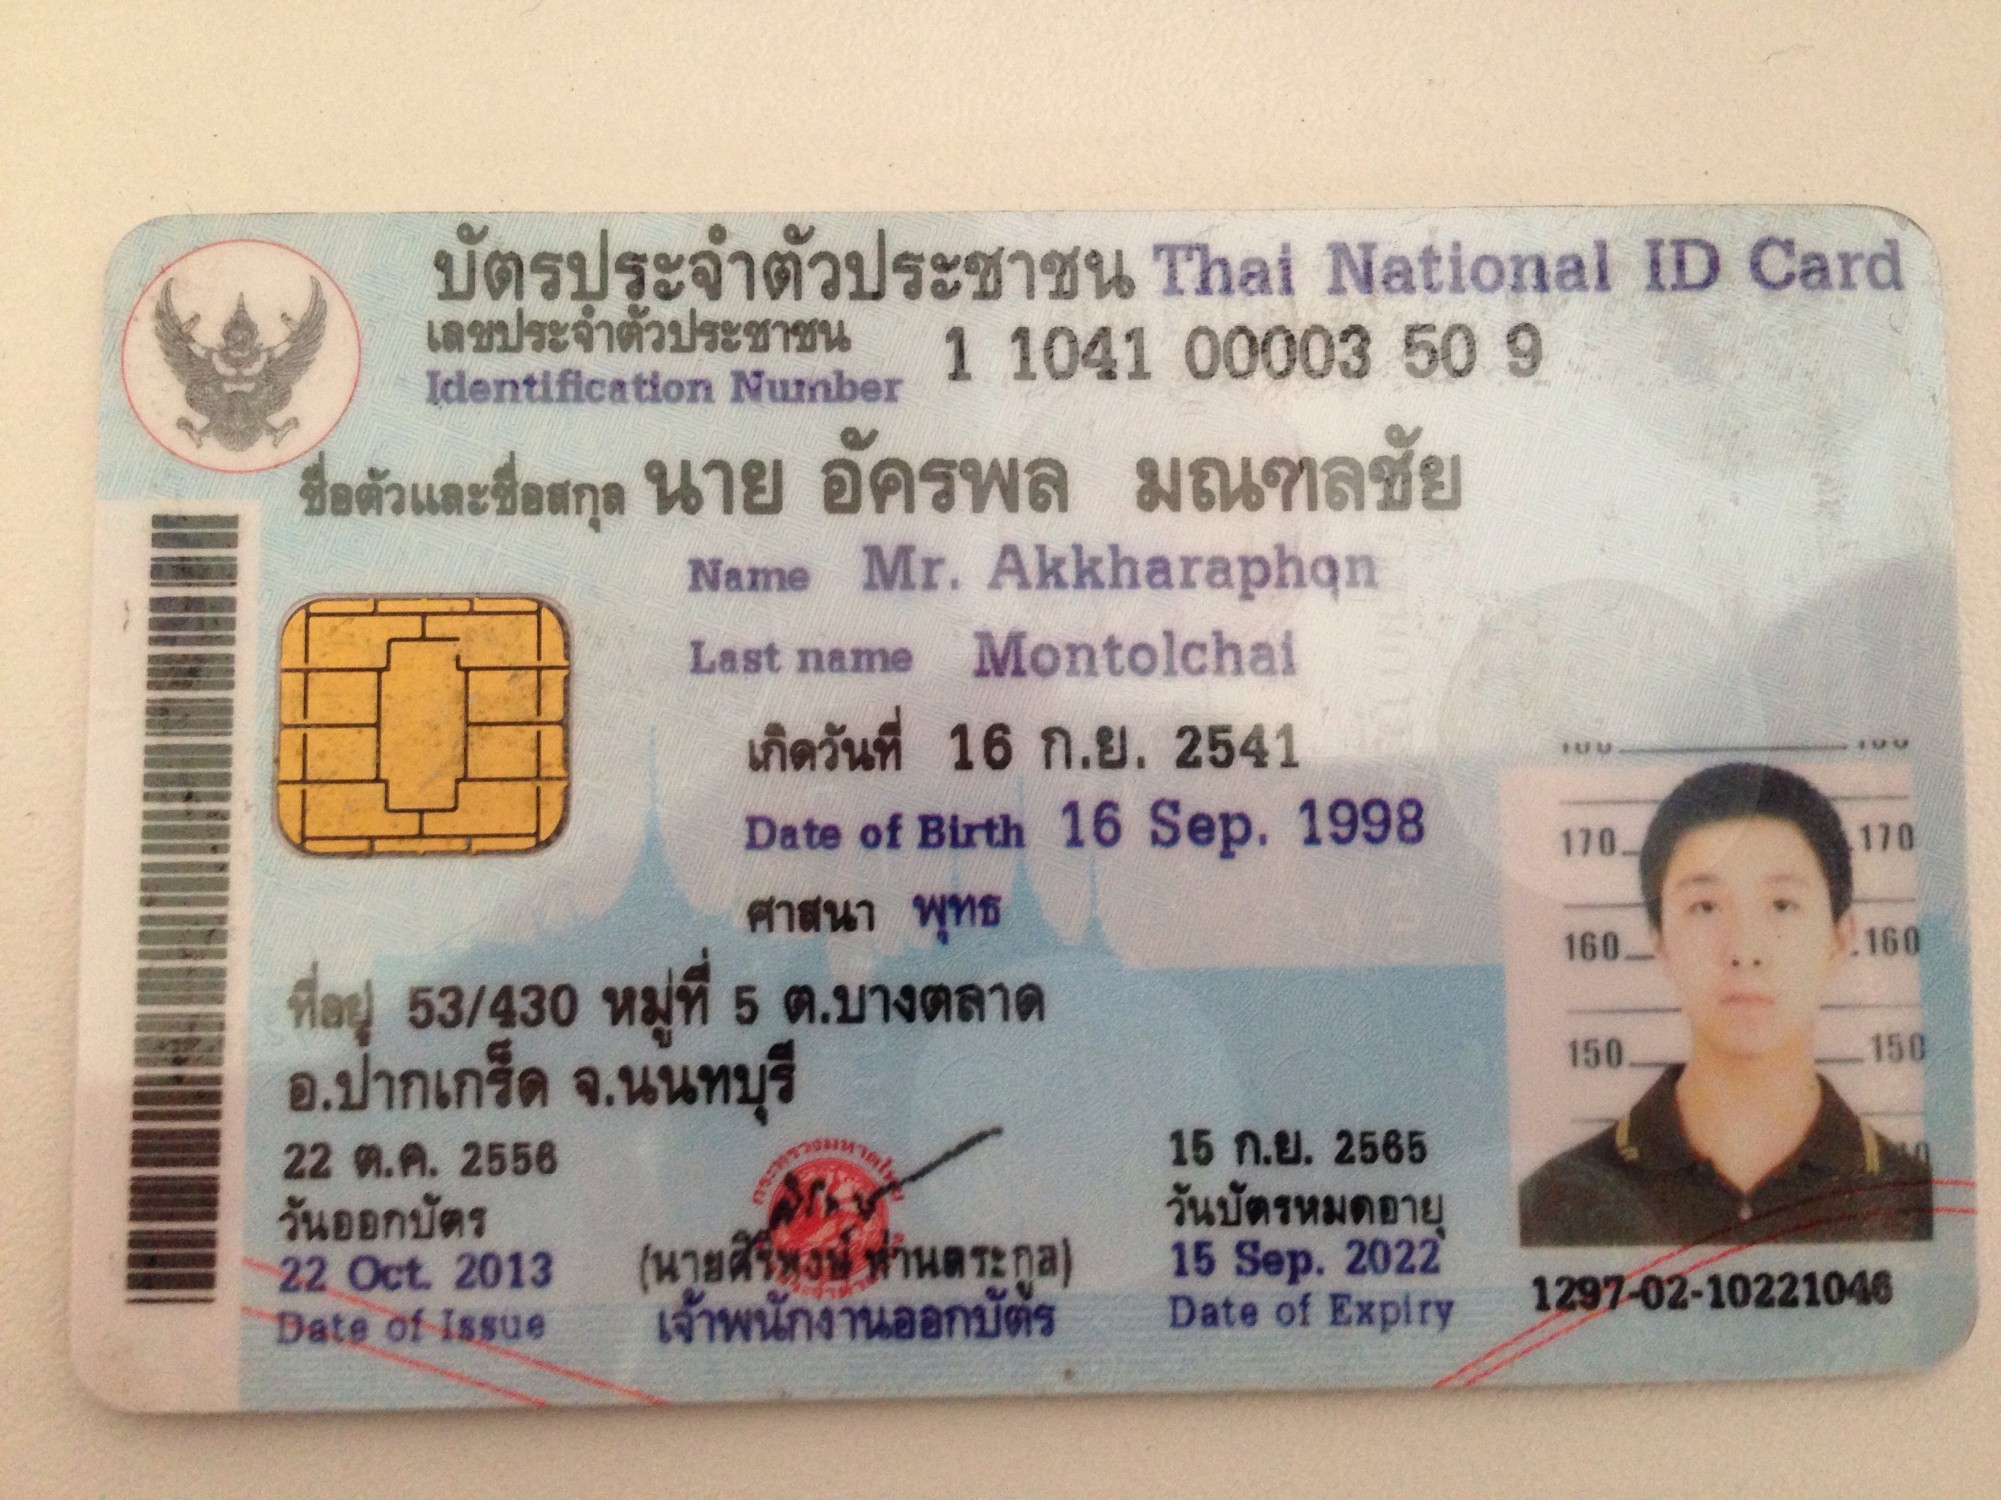 บัตรประจำตัวประชาชน Thai National ID Card
เลขประจำตัวประชาชน
Identification Number
1 1041 00003 50 9
ชื่อตัวและชื่อสกุล นาย อัครพล มณฑลชัย
Name Mr. Akkharaphon
Last name Montolchai
เกิดวันที่ 16 ก.ย. 2541
Date of Birth 16 Sep. 1998
ศาสนา พุทธ
ที่อยู่ 53/430 หมู่ที่ 5 ต.บางตลาด
อ.ปากเกร็ด จ.นนทบุรี
22 ต.ค. 2556
วันออกบัตร
22 Oct. 2013
Date of Issue
(นายศิริพงษ์ ห่านตระกูล)
เจ้าพนักงานออกบัตร
15 ก.ย. 2565
วันบัตรหมดอายุ
15 Sep. 2022
Date of Expiry
170 170
160 160
150 150
1297-02-10221046